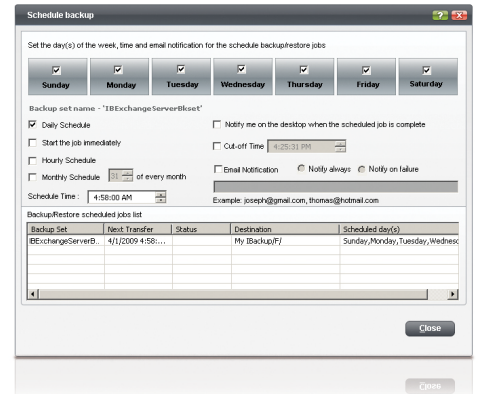 Schedule backup
Set the day(s) of the week, time and email notification for the schedule backup/restore jobs
Sunday Monday Tuesday Wednesday Thursday Friday Saturday
Backup set name - 'IBExchangeServerBkset'
Daily Schedule
Notify me on the desktop when the scheduled job is complete
Start the job immediately
Cut-off Time 4:25:31 PM
Hourly Schedule
Email Notification Notify always Notify on failure
Monthly Schedule 31 of every month
Schedule Time : 4:58:00 AM
Example: joseph@gmail.com, thomas@hotmail.com
Backup/Restore scheduled jobs list
Backup Set Next Transfer Status Destination Scheduled day(s)
IBExchangeServerB.. 4/1/2009 4:58:... My IBackup/F/ Sunday,Monday,Tuesday,Wednesd
Close